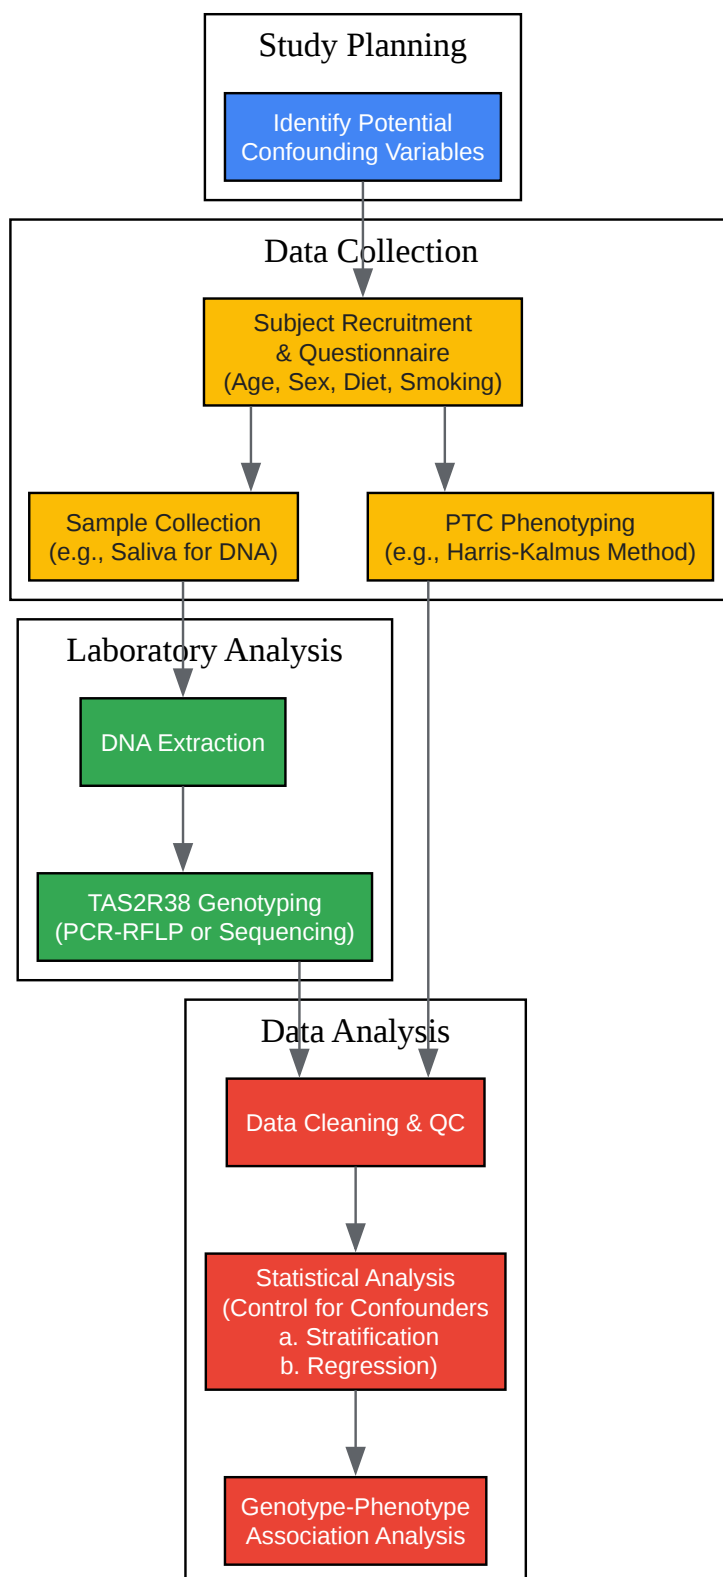 Study Planning
Identify Potential
Confounding Variables
Data Collection
Subject Recruitment
& Questionnaire
(Age, Sex, Diet, Smoking)
Sample Collection
(e.g., Saliva for DNA)
PTC Phenotyping
(e.g., Harris-Kalmus Method)
Laboratory Analysis
DNA Extraction
TAS2R38 Genotyping
(PCR-RFLP or Sequencing)
Data Analysis
Data Cleaning & QC
Statistical Analysis
(Control for Confounders
a. Stratification
b. Regression)
Genotype-Phenotype
Association Analysis